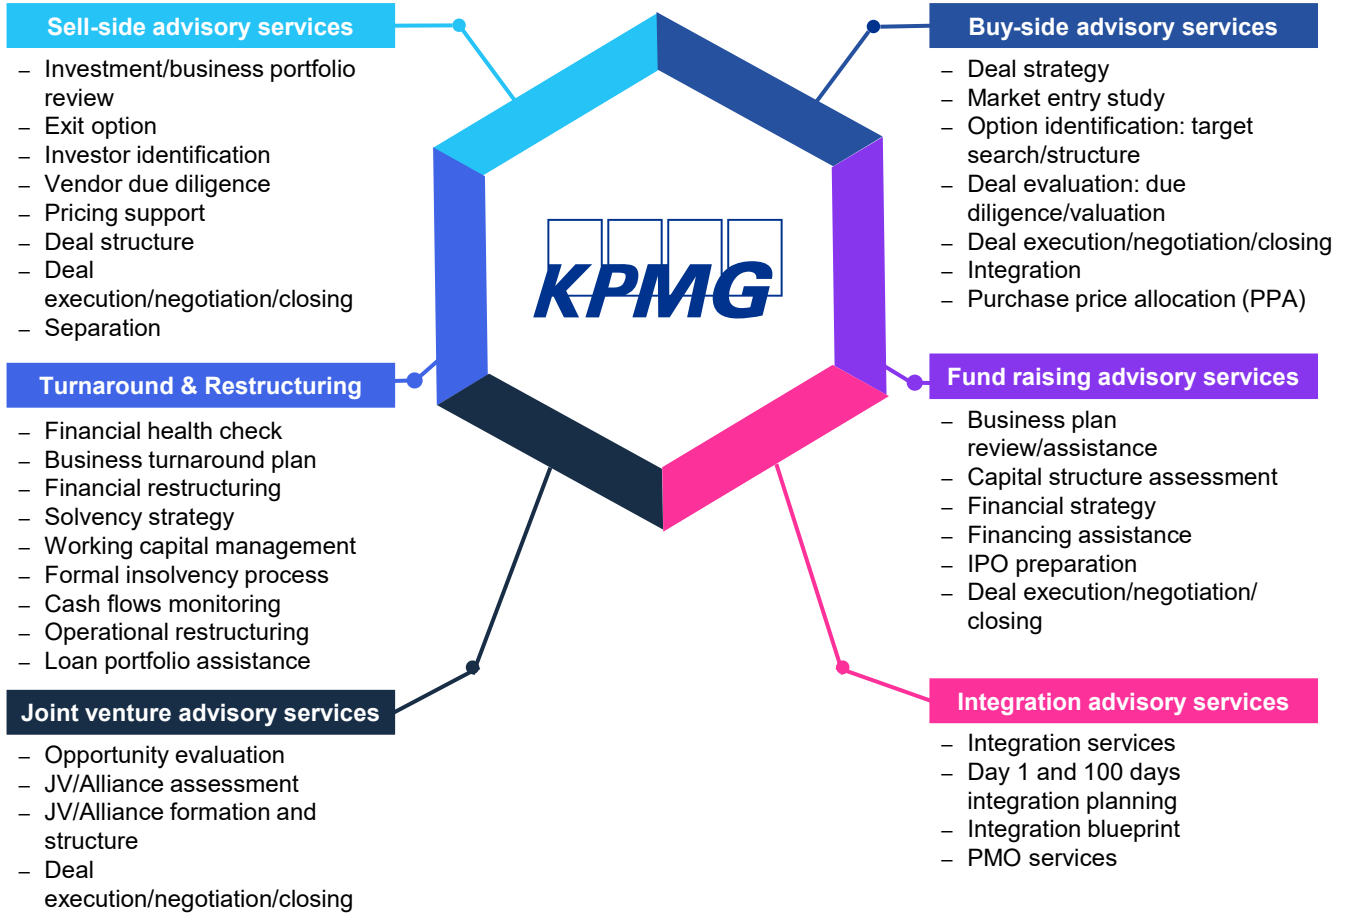 Sell-side advisory services
– Investment/business portfolio
review
– Exit option
– Investor identification
– Vendor due diligence
– Pricing support
– Deal structure
– Deal
execution/negotiation/closing
– Separation
Turnaround & Restructuring
– Financial health check
– Business turnaround plan
– Financial restructuring
– Solvency strategy
– Working capital management
– Formal insolvency process
– Cash flows monitoring
– Operational restructuring
– Loan portfolio assistance
Joint venture advisory services
– Opportunity evaluation
– JV/Alliance assessment
– JV/Alliance formation and
structure
– Deal
execution/negotiation/closing
KPMG
Buy-side advisory services
– Deal strategy
– Market entry study
– Option identification: target
search/structure
– Deal evaluation: due
diligence/valuation
– Deal execution/negotiation/closing
– Integration
– Purchase price allocation (PPA)
Fund raising advisory services
– Business plan
review/assistance
– Capital structure assessment
– Financial strategy
– Financing assistance
– IPO preparation
– Deal execution/negotiation/
closing
Integration advisory services
– Integration services
– Day 1 and 100 days
integration planning
– Integration blueprint
– PMO services